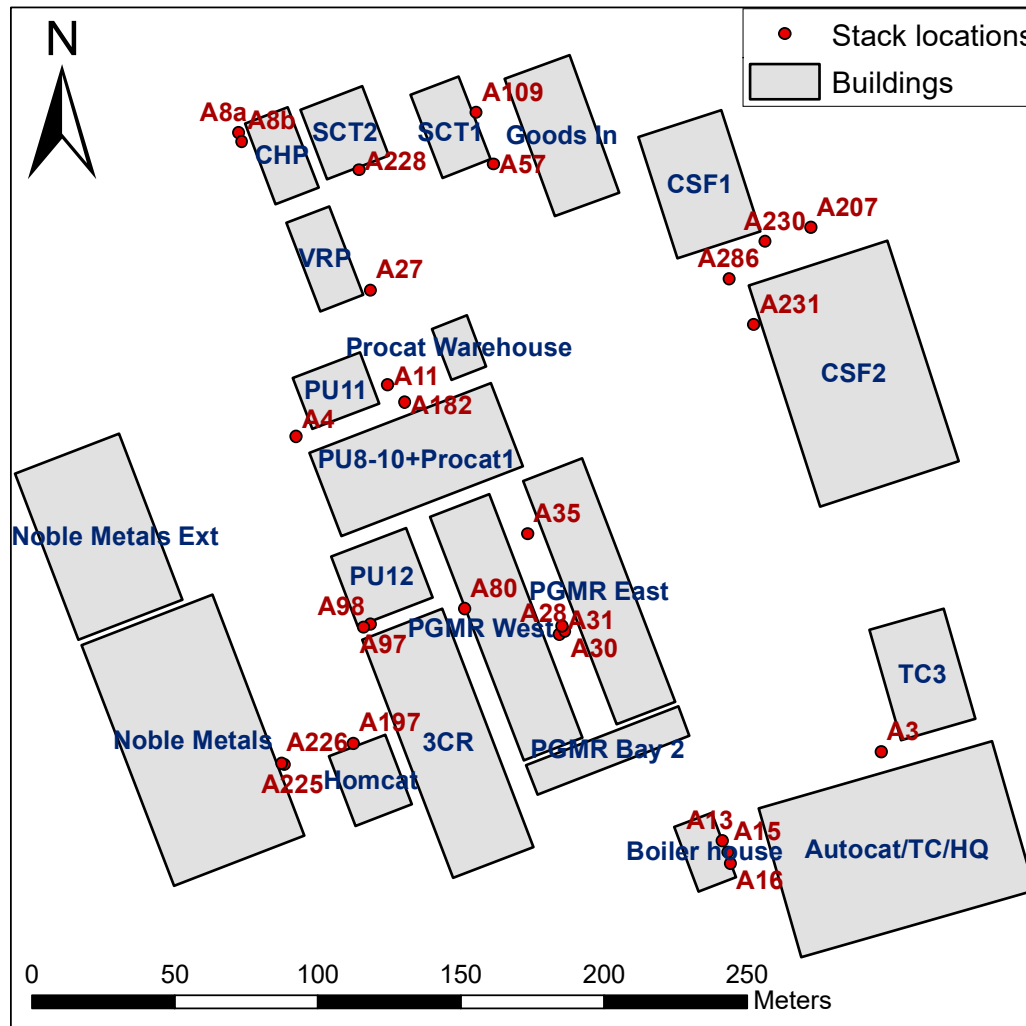 N
Stack locations
Buildings
A8a
A8b
CHP
SCT2
A228
SCT1
A109
A57
Goods In
CSF1
A230
A207
A286
A231
CSF2
VRP
A27
Procat Warehouse
PU11
A11
A182
A4
PU8-10+Procat1
Noble Metals Ext
A35
PU12
A80
PGMR East
A98
A97
PGMR West
A28
A31
A30
TC3
A3
Noble Metals
A226
A225
A197
3CR
Homcat
PGMR Bay 2
A13
A15
Boiler house
A16
Autocat/TC/HQ
0 50 100 150 200 250
Meters